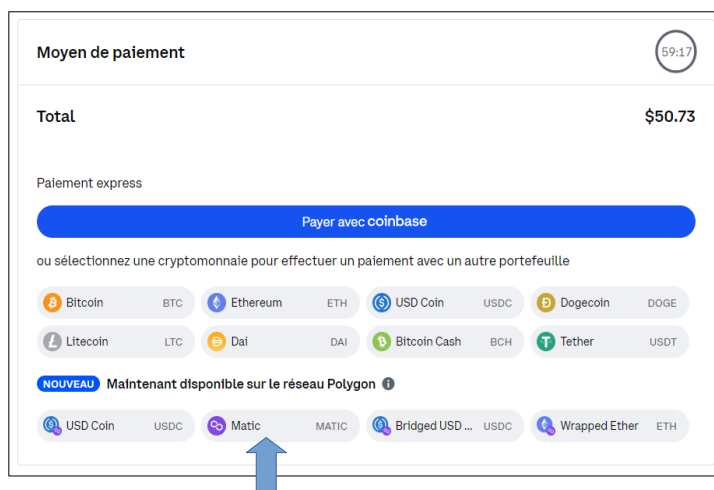 Moyen de paiement
59:17
Total $50.73
Paiement express
Payer avec coinbase
ou sélectionnez une cryptomonnaie pour effectuer un paiement avec un autre portefeuille
Bitcoin BTC Ethereum ETH USD Coin USDC Dogecoin DOGE
Litecoin LTC Dai DAI Bitcoin Cash BCH Tether USDT
NOUVEAU Maintenant disponible sur le réseau Polygon
USD Coin USDC Matic MATIC Bridged USD ... USDC Wrapped Ether ETH